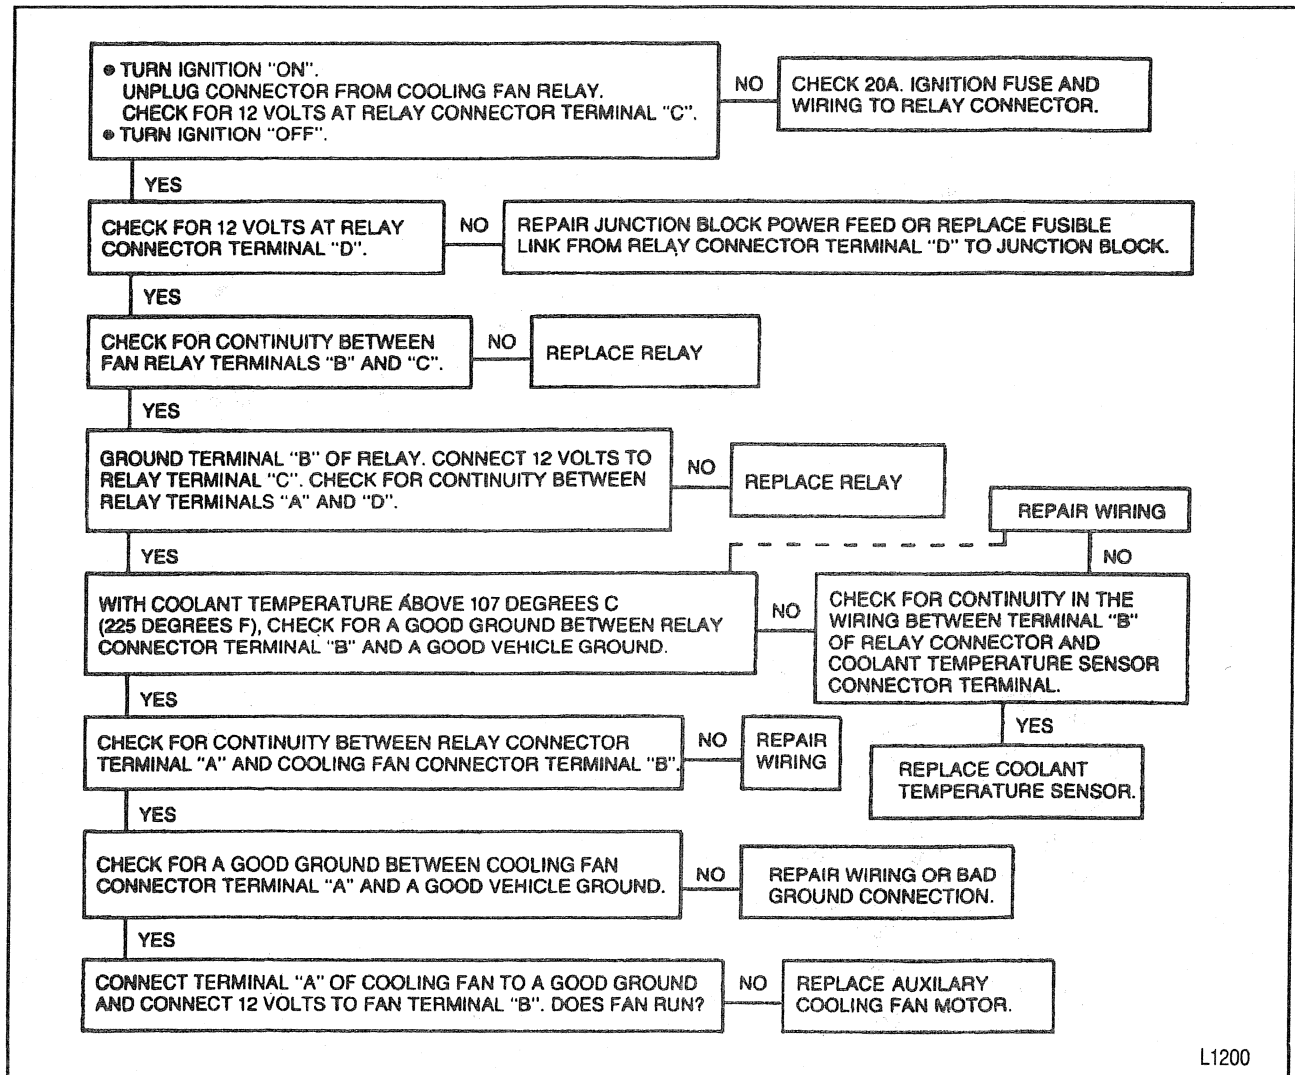 ● TURN IGNITION "ON".
UNPLUG CONNECTOR FROM COOLING FAN RELAY.
CHECK FOR 12 VOLTS AT RELAY CONNECTOR TERMINAL "C".
● TURN IGNITION "OFF".
NO
CHECK 20A. IGNITION FUSE AND
WIRING TO RELAY CONNECTOR.
YES
CHECK FOR 12 VOLTS AT RELAY
CONNECTOR TERMINAL "D".
NO
REPAIR JUNCTION BLOCK POWER FEED OR REPLACE FUSIBLE
LINK FROM RELAY CONNECTOR TERMINAL "D" TO JUNCTION BLOCK.
YES
CHECK FOR CONTINUITY BETWEEN
FAN RELAY TERMINALS "B" AND "C".
NO
REPLACE RELAY
YES
GROUND TERMINAL "B" OF RELAY. CONNECT 12 VOLTS TO
RELAY TERMINAL "C". CHECK FOR CONTINUITY BETWEEN
RELAY TERMINALS "A" AND "D".
NO
REPLACE RELAY
REPAIR WIRING
YES
NO
WITH COOLANT TEMPERATURE ABOVE 107 DEGREES C
(225 DEGREES F), CHECK FOR A GOOD GROUND BETWEEN RELAY
CONNECTOR TERMINAL "B" AND A GOOD VEHICLE GROUND.
NO
CHECK FOR CONTINUITY IN THE
WIRING BETWEEN TERMINAL "B"
OF RELAY CONNECTOR AND
COOLANT TEMPERATURE SENSOR
CONNECTOR TERMINAL.
YES
YES
CHECK FOR CONTINUITY BETWEEN RELAY CONNECTOR
TERMINAL "A" AND COOLING FAN CONNECTOR TERMINAL "B".
NO
REPAIR
WIRING
REPLACE COOLANT
TEMPERATURE SENSOR.
YES
CHECK FOR A GOOD GROUND BETWEEN COOLING FAN
CONNECTOR TERMINAL "A" AND A GOOD VEHICLE GROUND.
NO
REPAIR WIRING OR BAD
GROUND CONNECTION.
YES
CONNECT TERMINAL "A" OF COOLING FAN TO A GOOD GROUND
AND CONNECT 12 VOLTS TO FAN TERMINAL "B". DOES FAN RUN?
NO
REPLACE AUXILARY
COOLING FAN MOTOR.
L1200